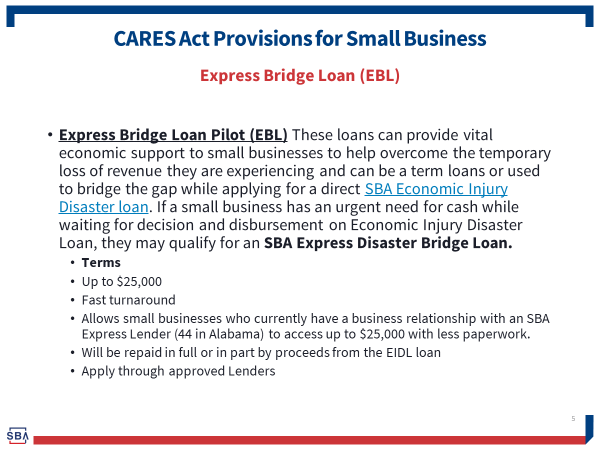 CARES Act Provisions for Small Business
Express Bridge Loan (EBL)
• Express Bridge Loan Pilot (EBL) These loans can provide vital
economic support to small businesses to help overcome the temporary
loss of revenue they are experiencing and can be a term loans or used
to bridge the gap while applying for a direct SBA Economic Injury
Disaster loan. If a small business has an urgent need for cash while
waiting for decision and disbursement on Economic Injury Disaster
Loan, they may qualify for an SBA Express Disaster Bridge Loan.
• Terms
• Up to $25,000
• Fast turnaround
• Allows small businesses who currently have a business relationship with an SBA
Express Lender (44 in Alabama) to access up to $25,000 with less paperwork.
• Will be repaid in full or in part by proceeds from the EIDL loan
• Apply through approved Lenders
5
SBA